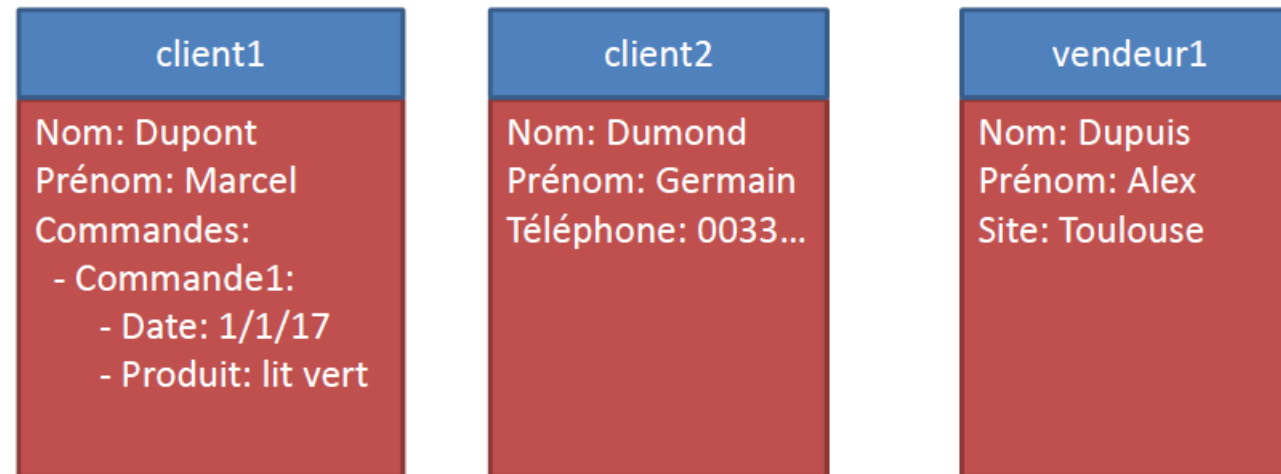 client1
Nom: Dupont
Prénom: Marcel
Commandes:
- Commande1:
- Date: 1/1/17
- Produit: lit vert
client2
Nom: Dumond
Prénom: Germain
Téléphone: 0033...
vendeur1
Nom: Dupuis
Prénom: Alex
Site: Toulouse